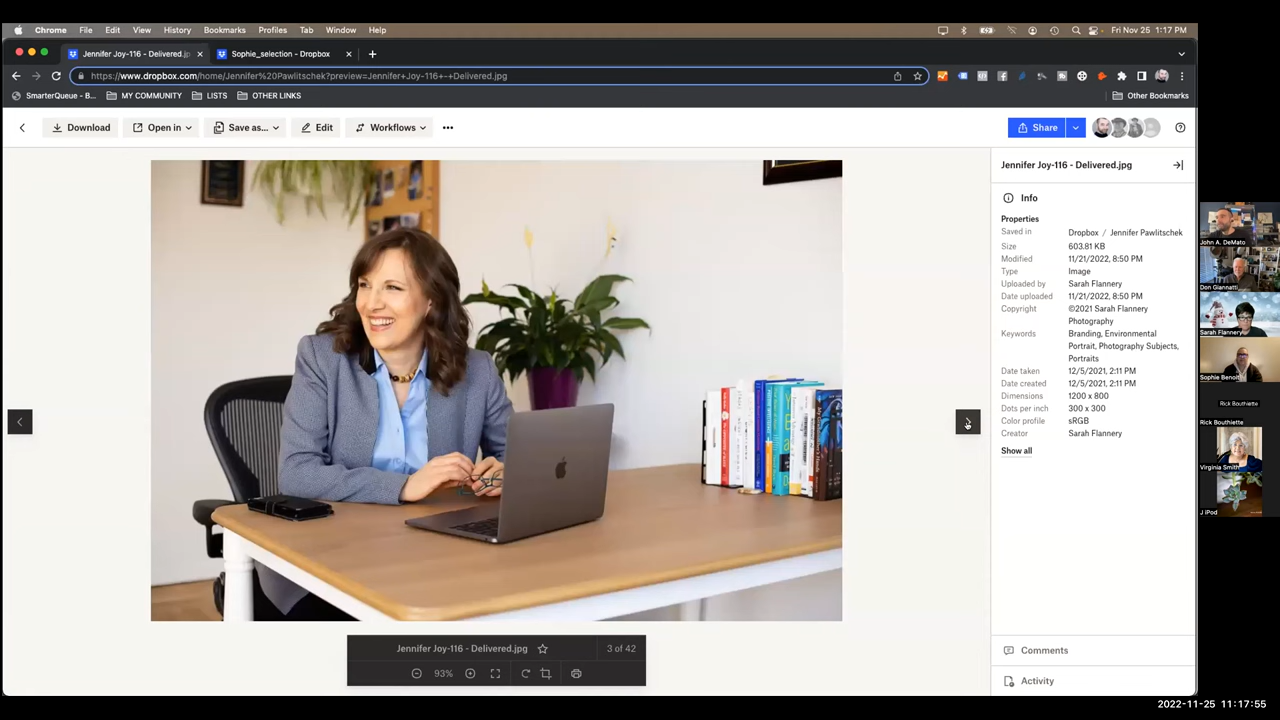 Chrome File Edit View History Bookmarks Profiles Tab Window Help Fri Nov 25 1:17 PM
Jennifer Joy-116 - Delivered.jp Sophie_selection - Dropbox
https://www.dropbox.com/home/Jennifer%20Pawlitschek?preview=Jennifer+Joy-116+-+Delivered.jpg
SmarterQueue - B... MY COMMUNITY LISTS OTHER LINKS Other Bookmarks
Download Open in Save as... Edit Workflows Share
Jennifer Joy-116 - Delivered.jpg
Info
Properties
Saved in Dropbox / Jennifer Pawlitschek
Size 603.81 KB
Modified 11/21/2022, 8:50 PM
Type Image
Uploaded by Sarah Flannery
Date uploaded 11/21/2022, 8:50 PM
Copyright ©2021 Sarah Flannery
Photography
Keywords Branding, Environmental
Portrait, Photography Subjects,
Portraits
Date taken 12/5/2021, 2:11 PM
Date created 12/5/2021, 2:11 PM
Dimensions 1200 x 800
Dots per inch 300 x 300
Color profile sRGB
Creator Sarah Flannery
Show all
Comments
Activity
Jennifer Joy-116 - Delivered.jpg 3 of 42
93%
John A. DeMato
Don Giannatti
Sarah Flannery
Sophie Benoit
Rick Bouthiette
Rick Bouthiette
Virginia Smith
J iPod
2022-11-25 11:17:55